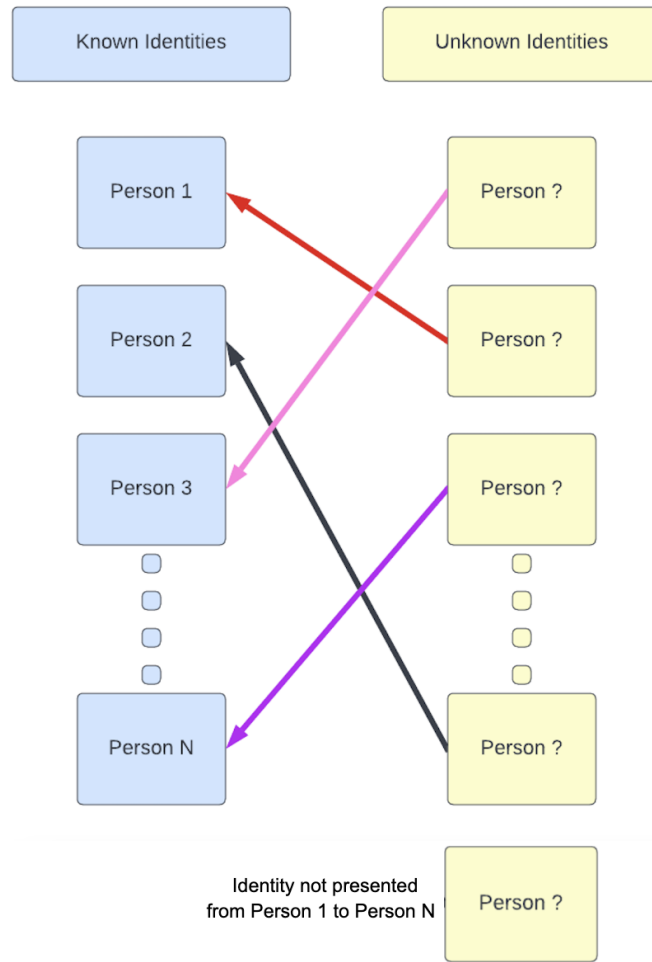 Known Identities
Unknown Identities
Person 1
Person ?
Person 2
Person ?
Person 3
Person ?
Person N
Person ?
Identity not presented
from Person 1 to Person N
Person ?